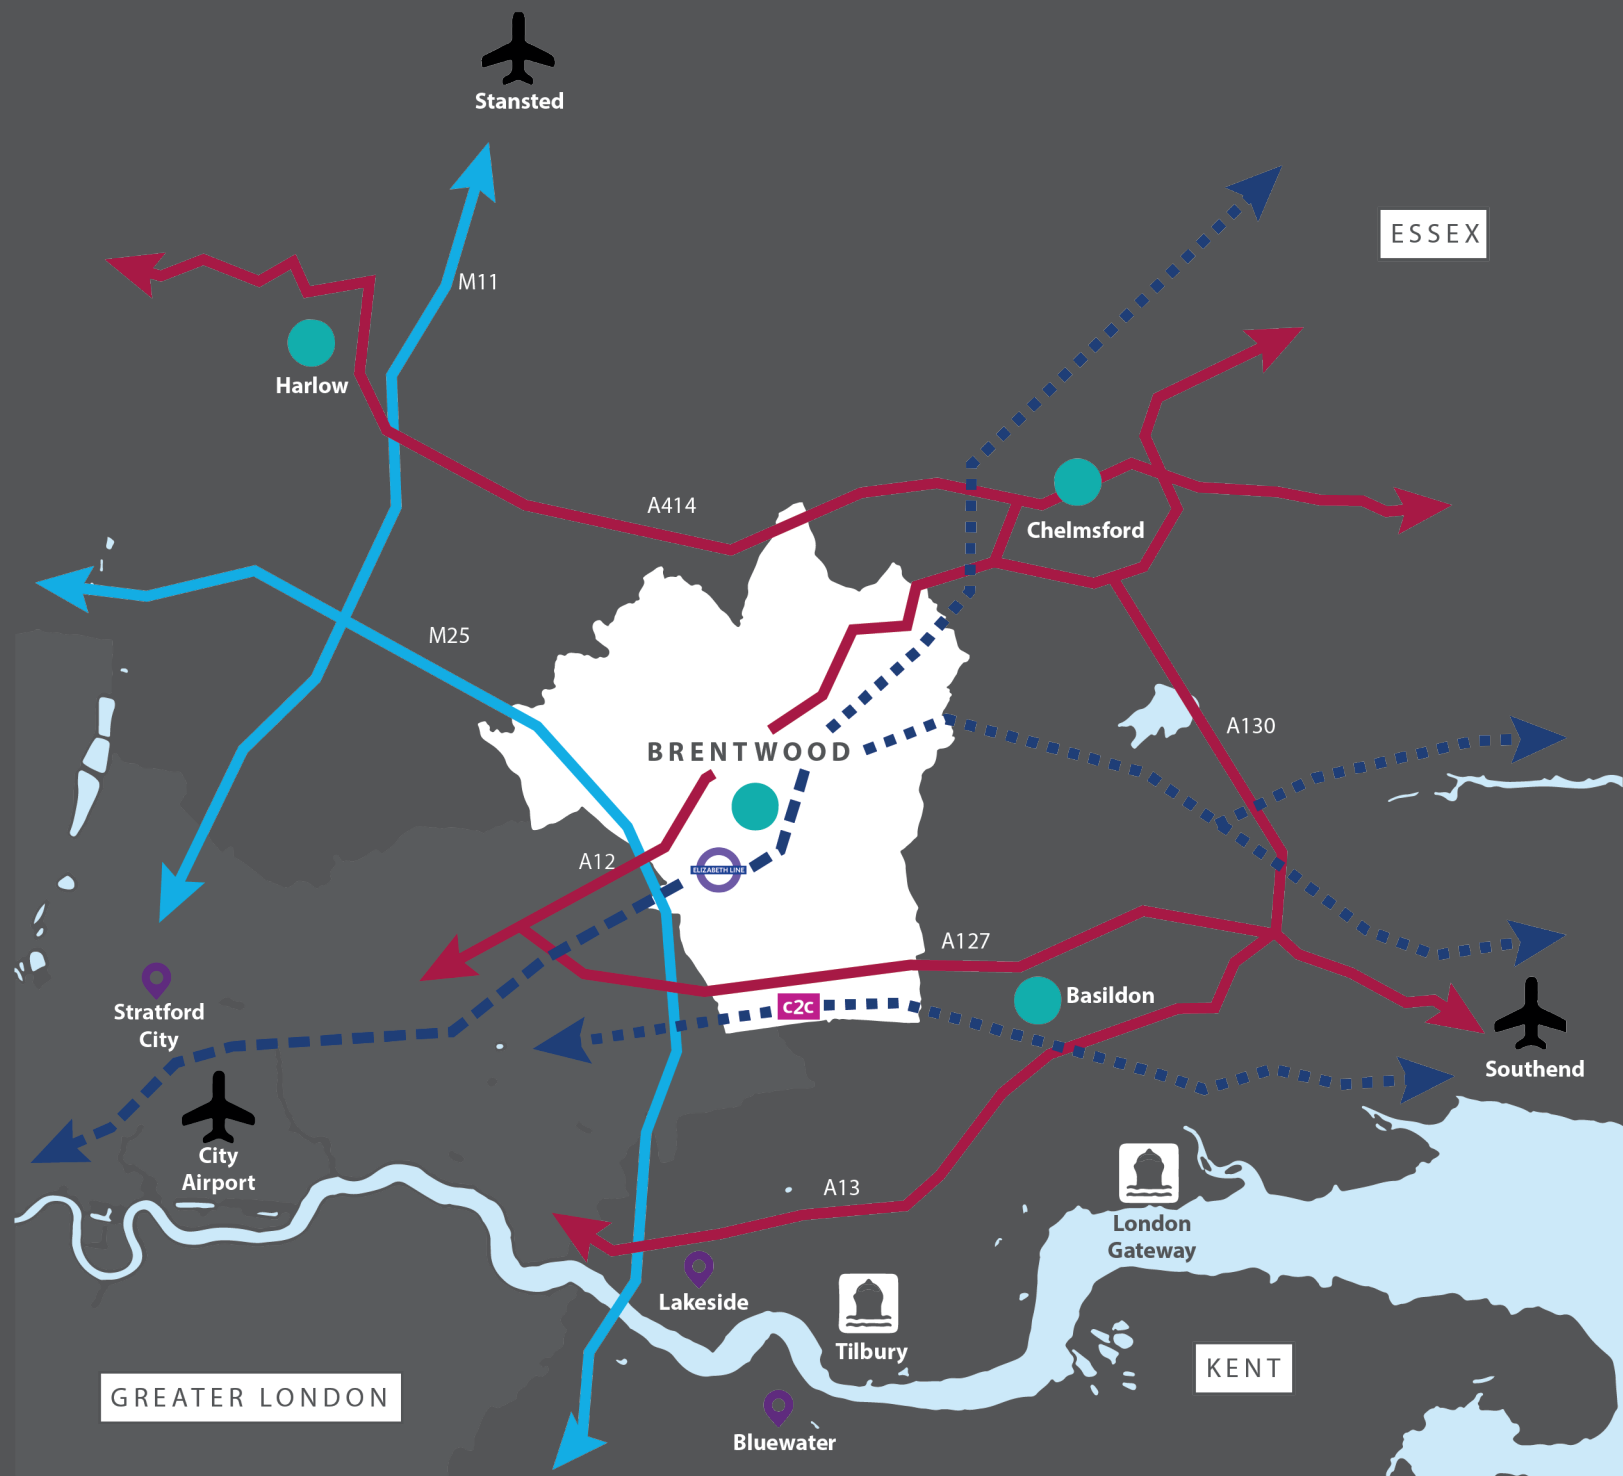 Stansted
ESSEX
M11
Harlow
A414
Chelmsford
M25
A130
BRENTWOOD
A12
ELIZABETH LINE
A127
Basildon
c2c
Stratford
City
Southend
City
Airport
A13
London
Gateway
Lakeside
Tilbury
KENT
GREATER LONDON
Bluewater